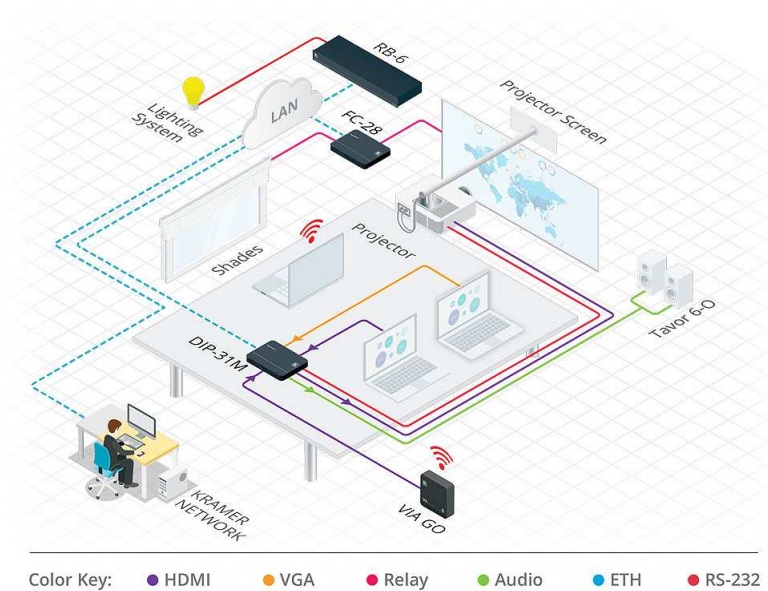 RB-6
Lighting
System
LAN
FC-28
Projector Screen
Shades
Projector
DIP-31M
Tavor 6-O
KRAMER
NETWORK
VIA GO
Color Key:
HDMI
VGA
Relay
Audio
ETH
RS-232